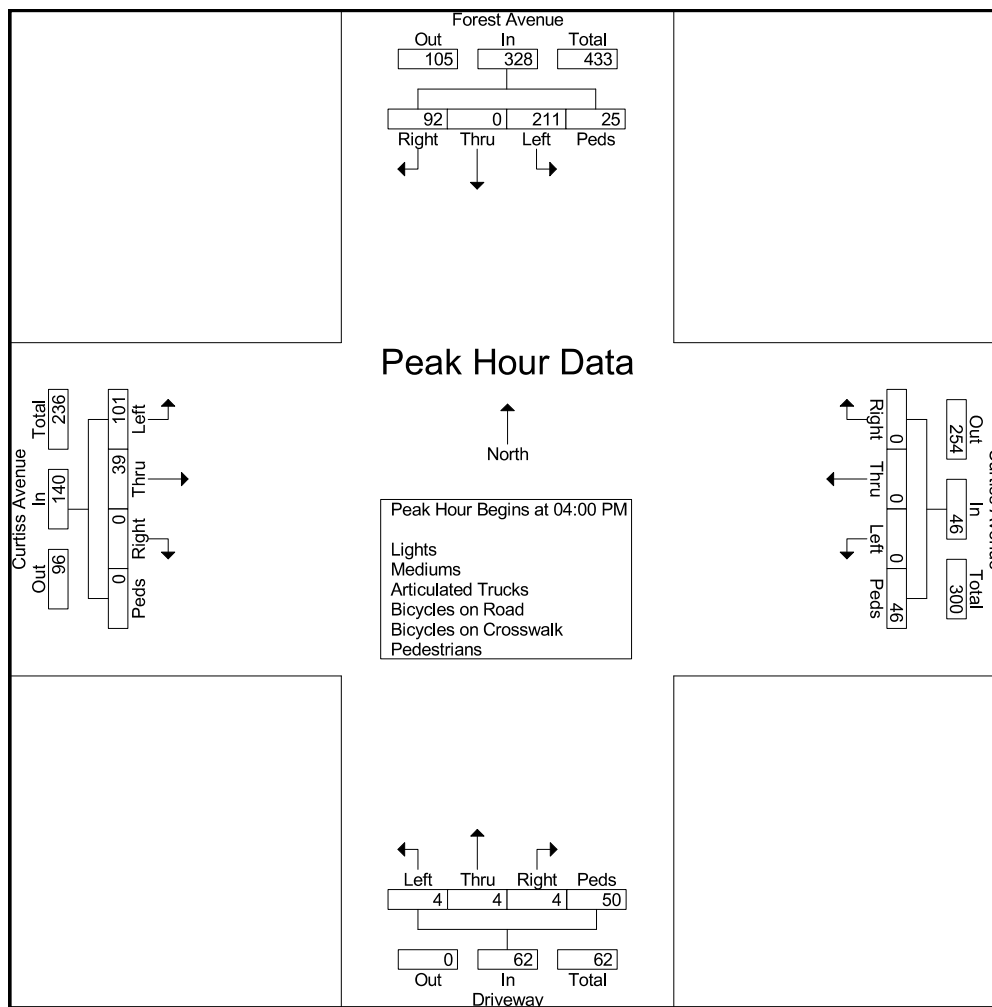 Forest Avenue
Out In Total
105 328 433
92 0 211 25
Right Thru Left Peds
Peak Hour Data
North
Peak Hour Begins at 04:00 PM
Lights
Mediums
Articulated Trucks
Bicycles on Road
Bicycles on Crosswalk
Pedestrians
Curtiss Avenue
Out In Total
96 140 236
101 39 0 0
Left Thru Right Peds
Out In Total
254 46 300
0 0 0 46
Right Thru Left Peds
Left Thru Right Peds
4 4 4 50
0 62 62
Out In Total
Driveway